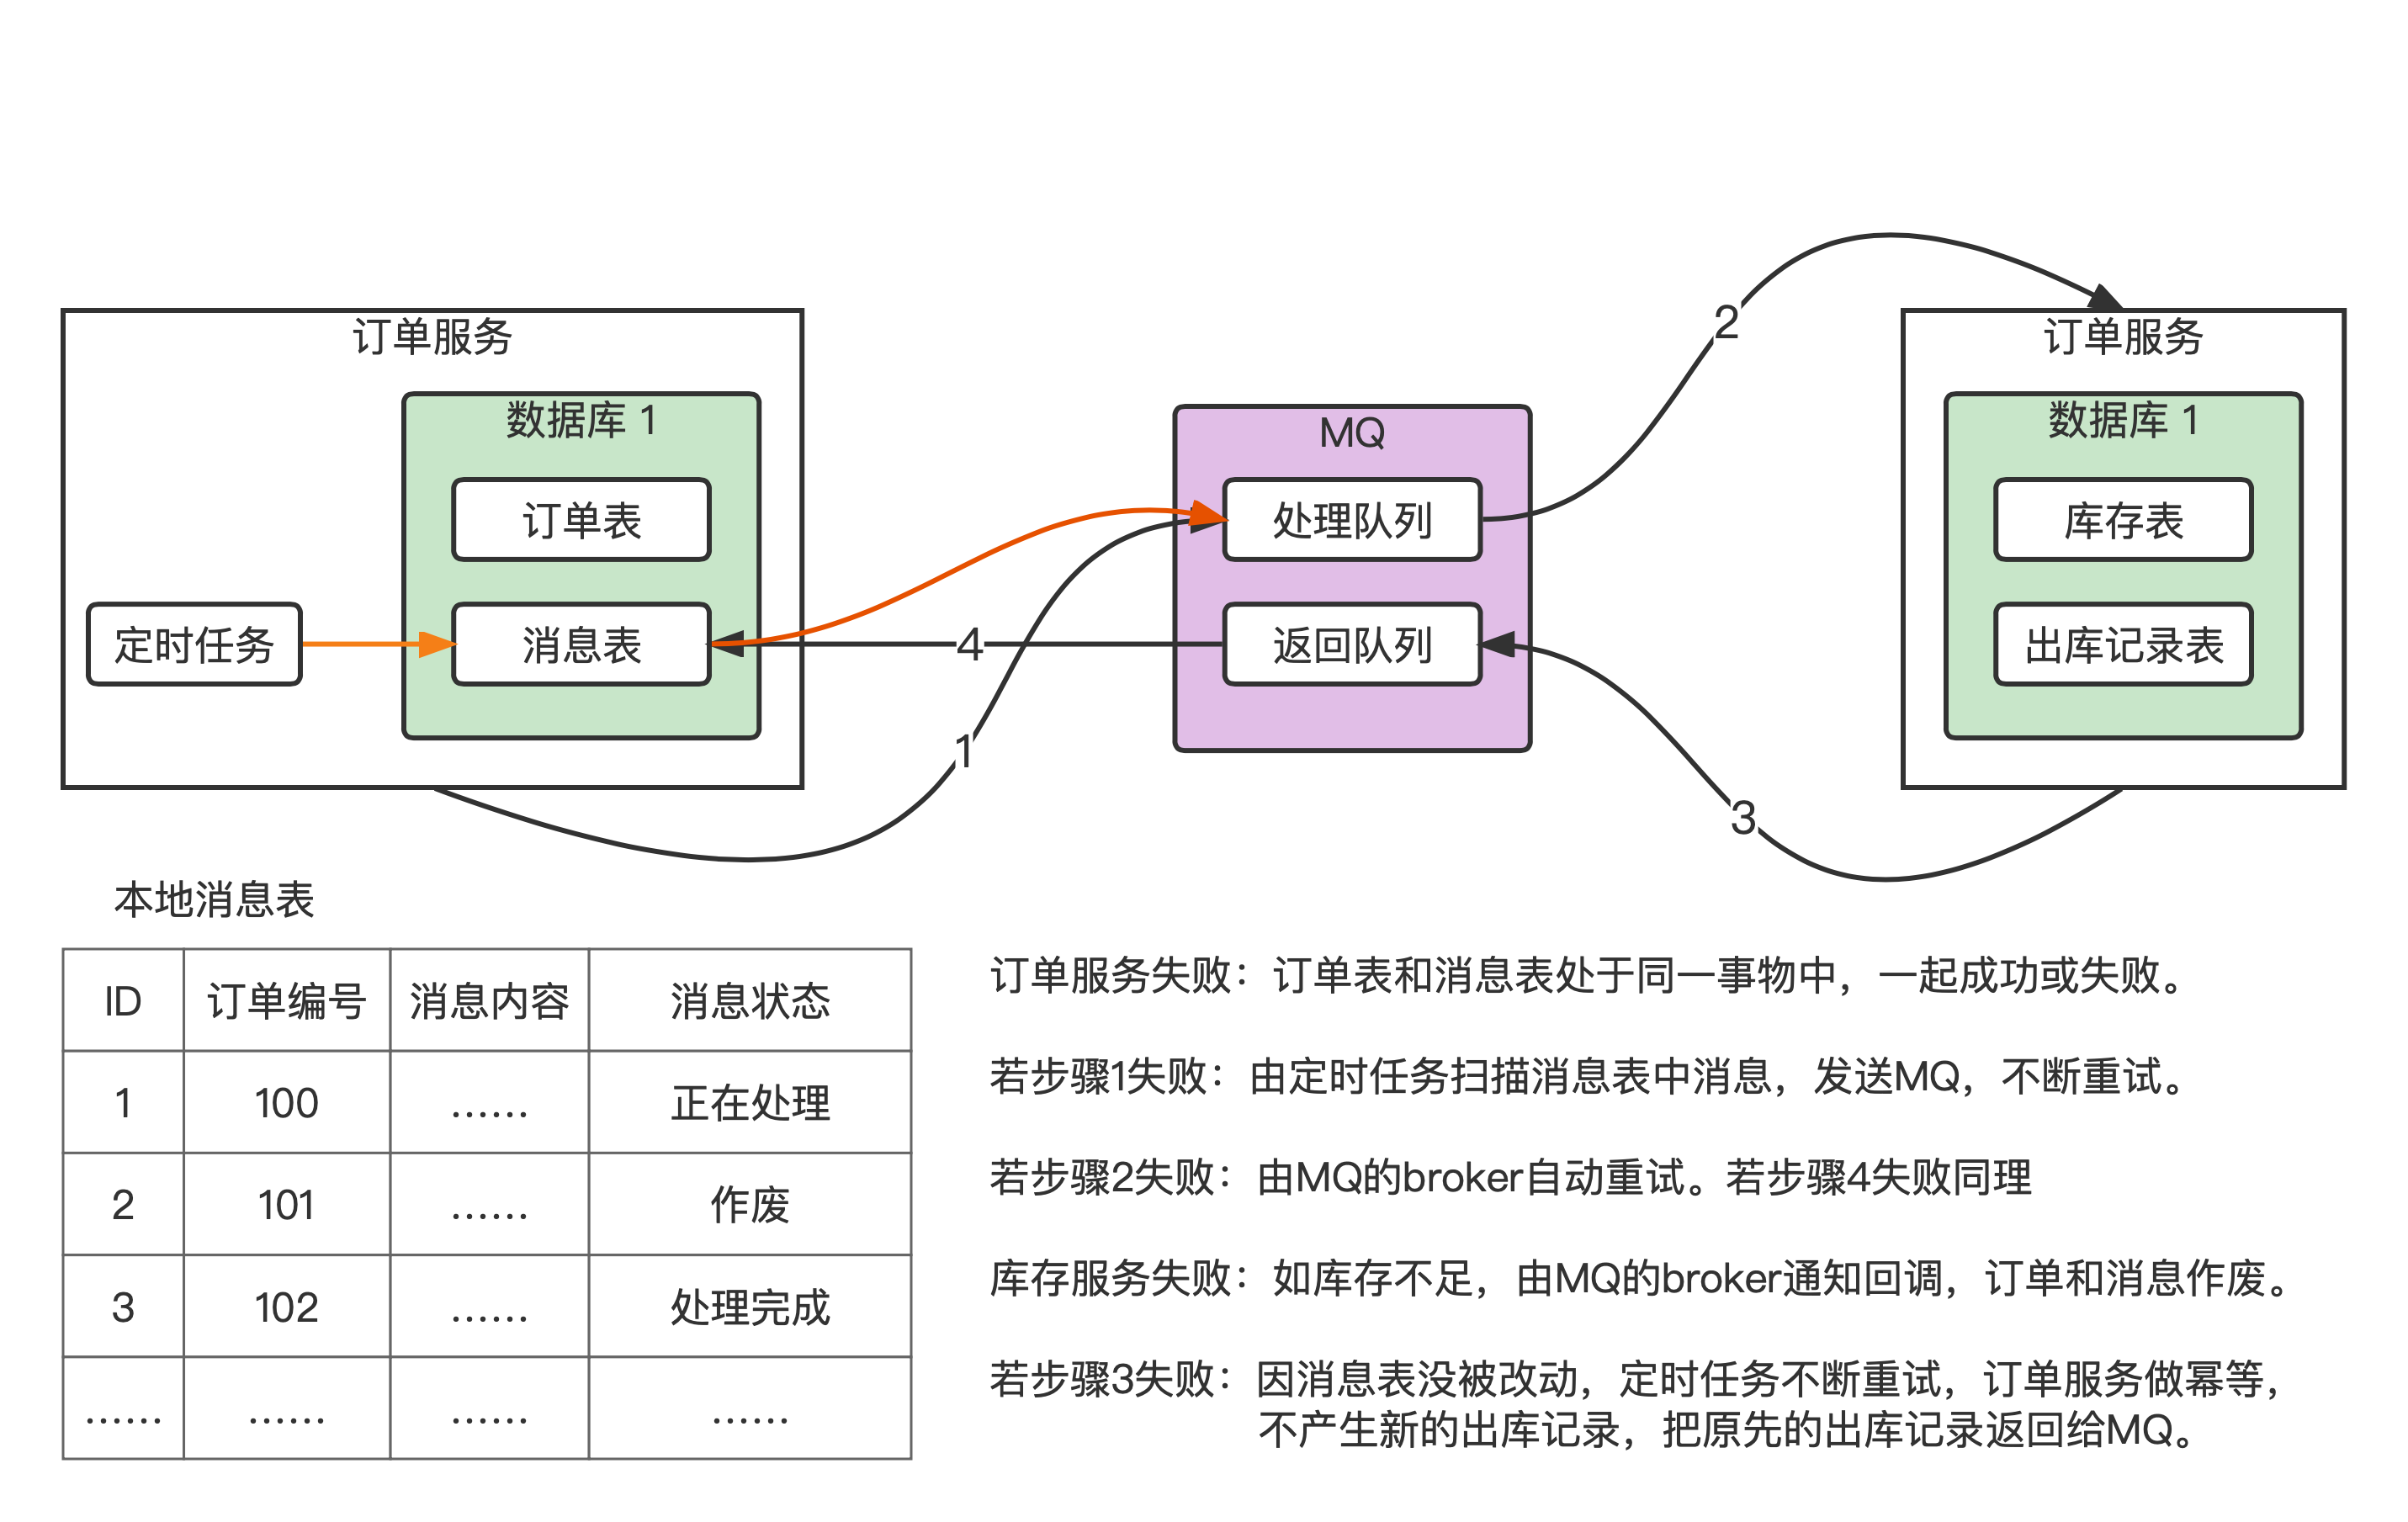 订单服务
数据库 1
订单表
定时任务
消息表
MQ
处理队列
返回队列
订单服务
数据库 1
库存表
出库记录表
1
2
3
4
本地消息表
ID 订单编号 消息内容 消息状态
1 100 …… 正在处理
2 101 …… 作废
3 102 …… 处理完成
…… …… …… ……
订单服务失败：订单表和消息表处于同一事物中，一起成功或失败。
若步骤1失败：由定时任务扫描消息表中消息，发送MQ，不断重试。
若步骤2失败：由MQ的broker自动重试。若步骤4失败同理
库存服务失败：如库存不足，由MQ的broker通知回调，订单和消息作废。
若步骤3失败：因消息表没被改动，定时任务不断重试，订单服务做幂等，
不产生新的出库记录，把原先的出库记录返回给MQ。